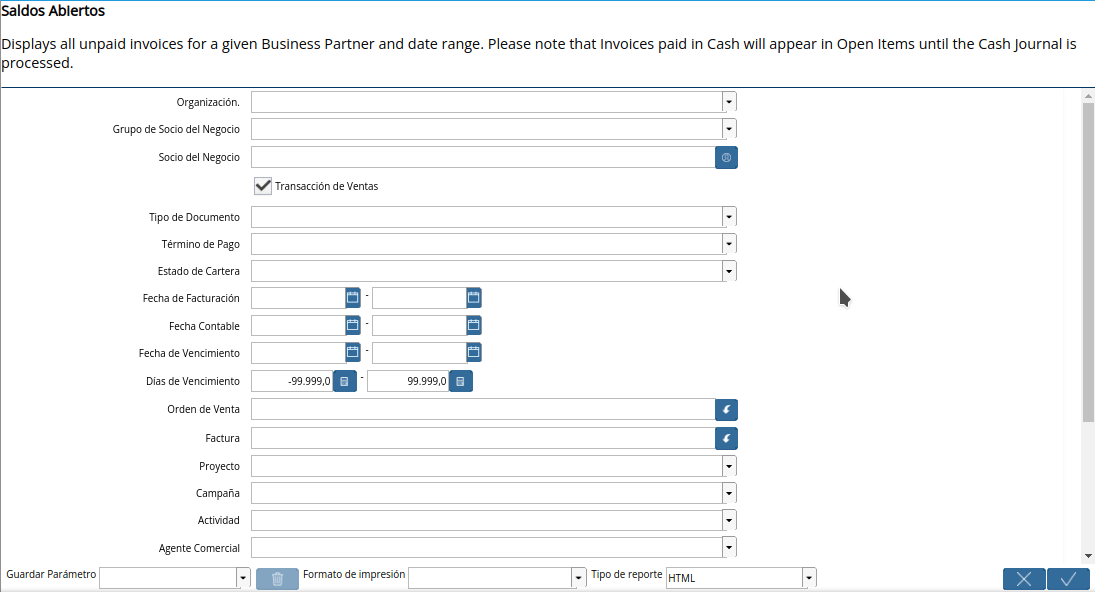 Saldos Abiertos
Displays all unpaid invoices for a given Business Partner and date range. Please note that Invoices paid in Cash will appear in Open Items until the Cash Journal is
processed.
Organización.
Grupo de Socio del Negocio
Socio del Negocio
Transacción de Ventas
Tipo de Documento
Término de Pago
Estado de Cartera
Fecha de Facturación -
Fecha Contable -
Fecha de Vencimiento -
Días de Vencimiento -99.999,0 - 99.999,0
Orden de Venta
Factura
Proyecto
Campaña
Actividad
Agente Comercial
Guardar Parámetro Formato de impresión Tipo de reporte HTML